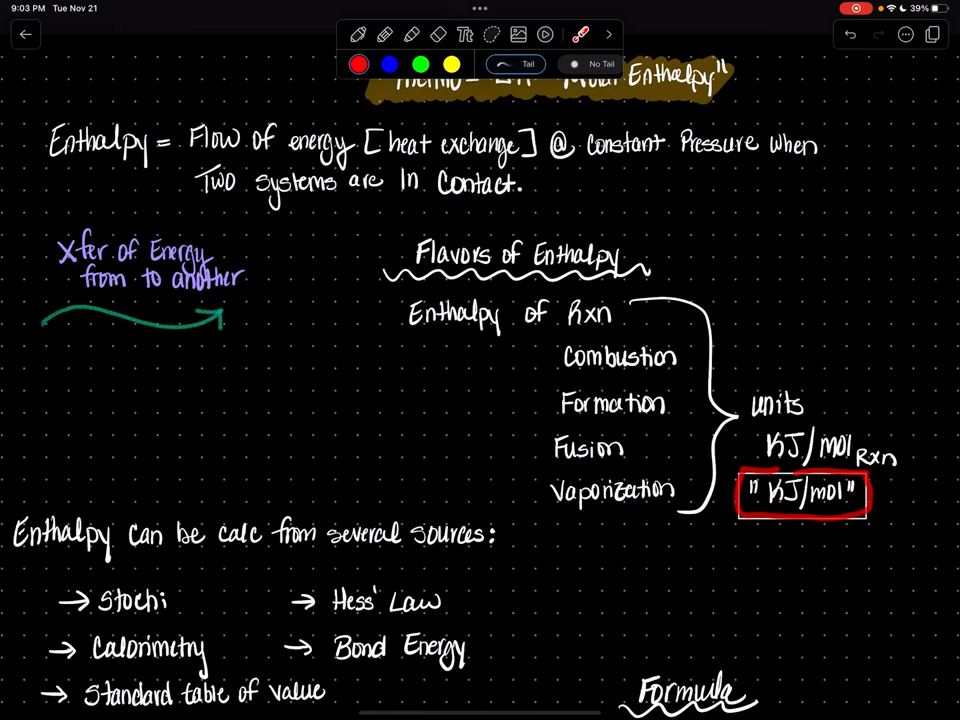 9:03 PM Tue Nov 21
39%
Tail
No Tail
Molar Enthalpy"
Enthalpy = Flow of energy [heat exchange] @ constant Pressure when
Two systems are In Contact.
Xfer of Energy
from to another
Flavors of Enthalpy
Enthalpy of Rxn
Combustion
Formation
Fusion
Vaporization
units
KJ/mol Rxn
"KJ/mol"
Enthalpy can be calc from several sources:
→ Stochi
→ Hess' Law
→ Calorimetry
→ Bond Energy
→ Standard table of value
Formula